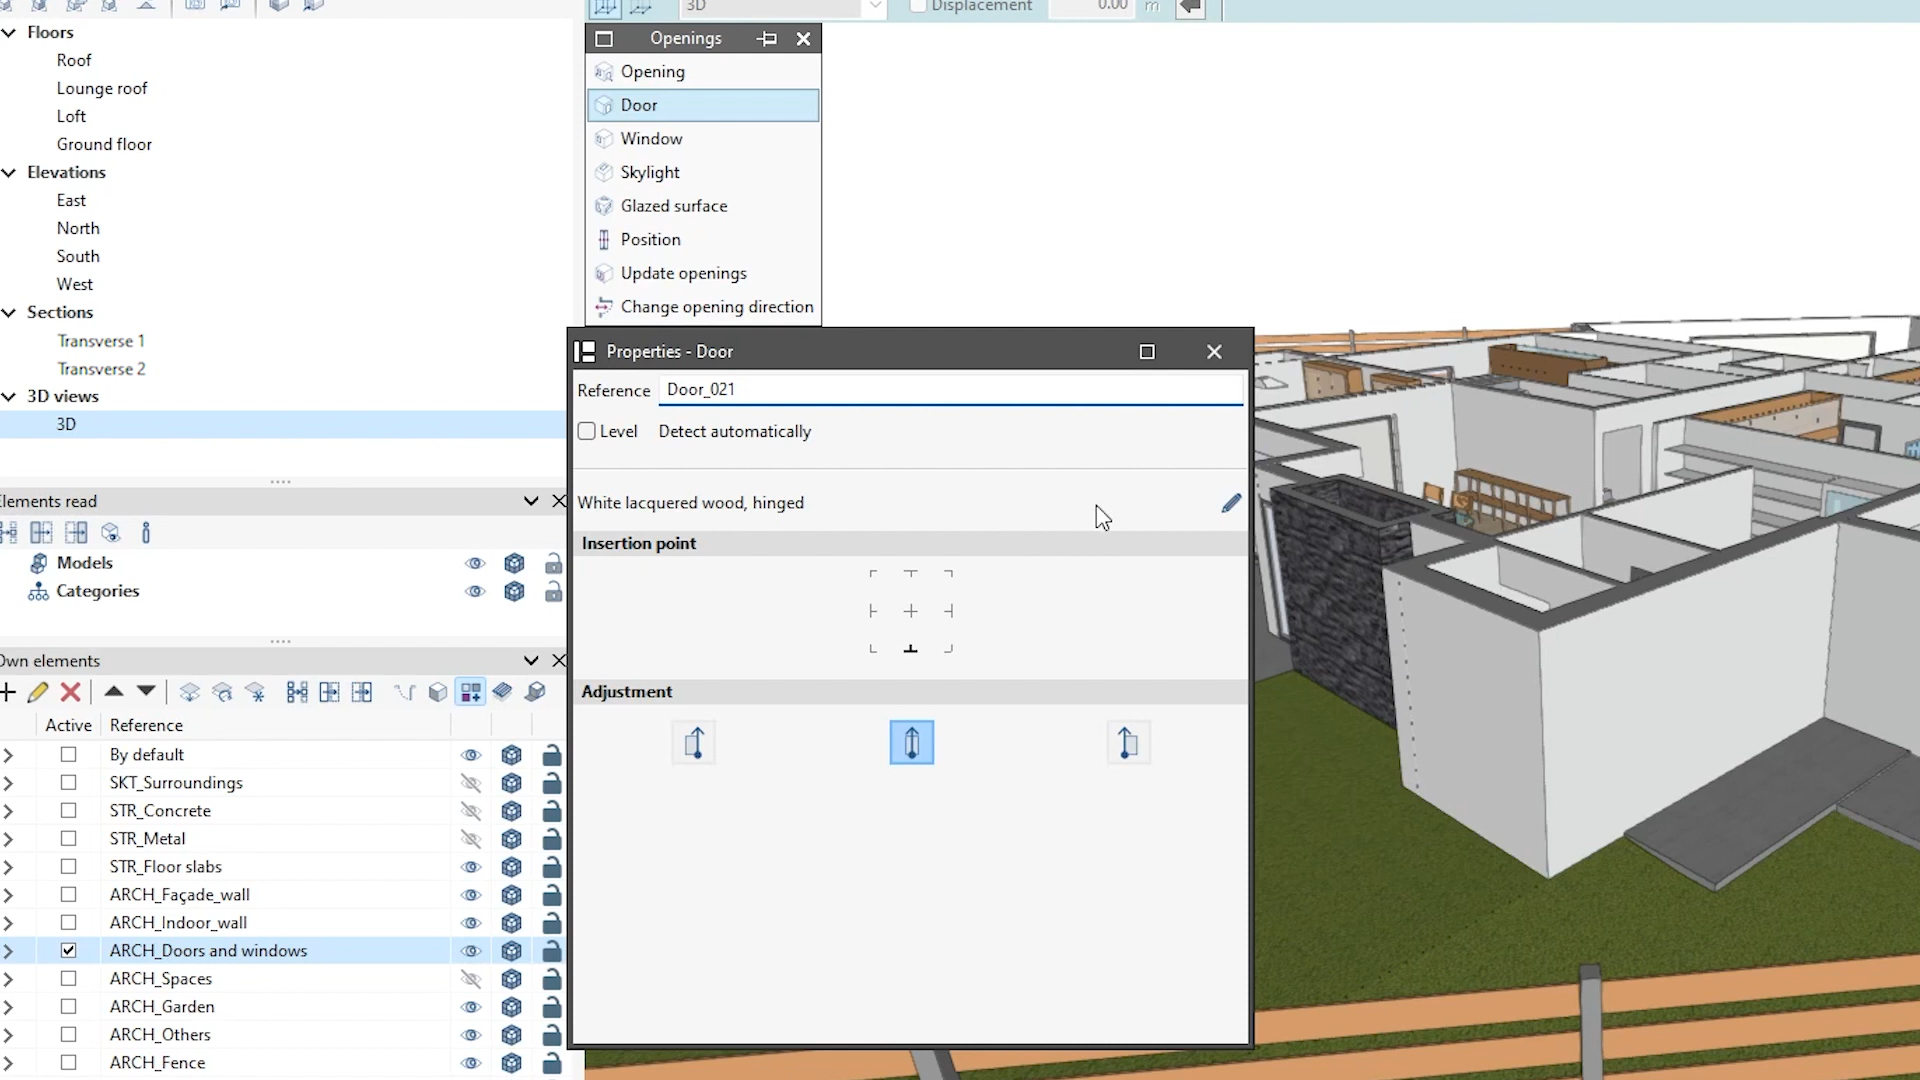 3D
Displacement
0.00
m
Floors
Roof
Lounge roof
Loft
Ground floor
Elevations
East
North
South
West
Sections
Transverse 1
Transverse 2
3D views
3D
Elements read
Models
Categories
Own elements
Active Reference
By default
SKT_Surroundings
STR_Concrete
STR_Metal
STR_Floor slabs
ARCH_Façade_wall
ARCH_Indoor_wall
ARCH_Doors and windows
ARCH_Spaces
ARCH_Garden
ARCH_Others
ARCH_Fence
Openings
Opening
Door
Window
Skylight
Glazed surface
Position
Update openings
Change opening direction
Properties - Door
Reference Door_021
Level Detect automatically
White lacquered wood, hinged
Insertion point
Adjustment